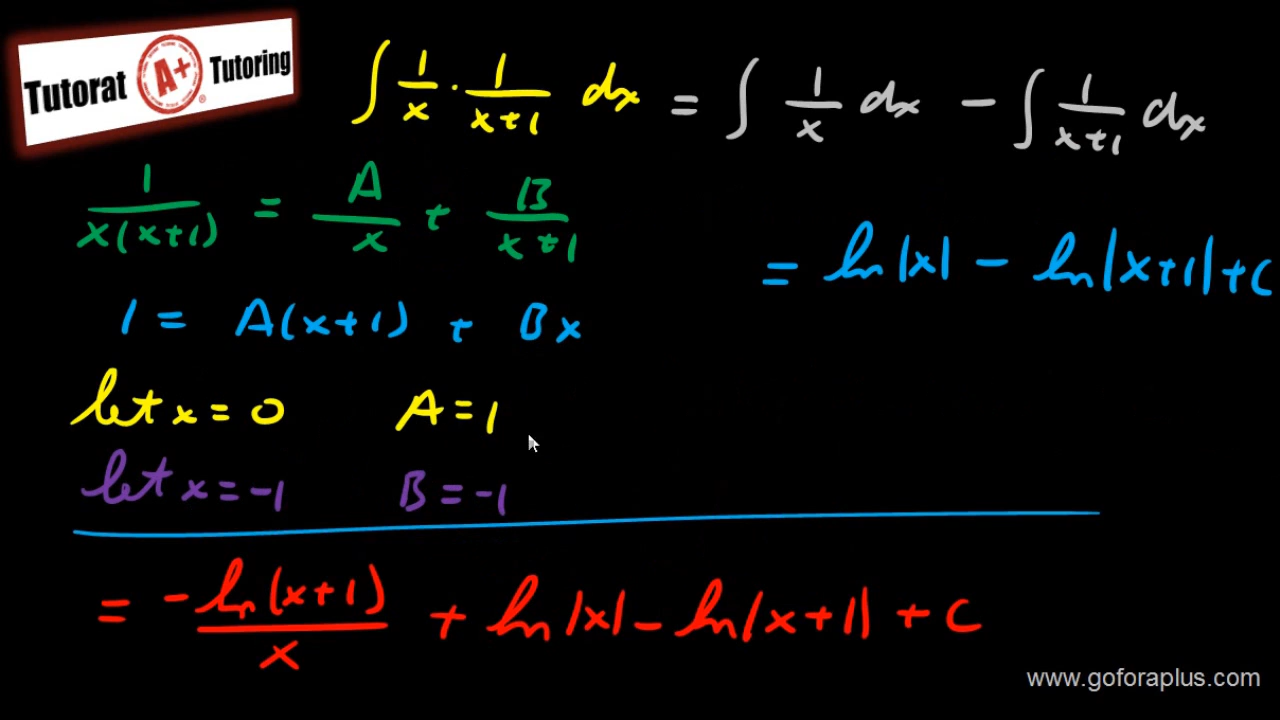 Tutorat A+ Tutoring
∫ 1/x · 1/(x+1) dx = ∫ 1/x dx − ∫ 1/(x+1) dx
1/(x(x+1)) = A/x + B/(x+1)
= ln|x| − ln|x+1| + C
1 = A(x+1) + Bx
let x = 0 A = 1
let x = -1 B = -1
= -ln(x+1)/x + ln|x| − ln|x+1| + C
www.goforaplus.com